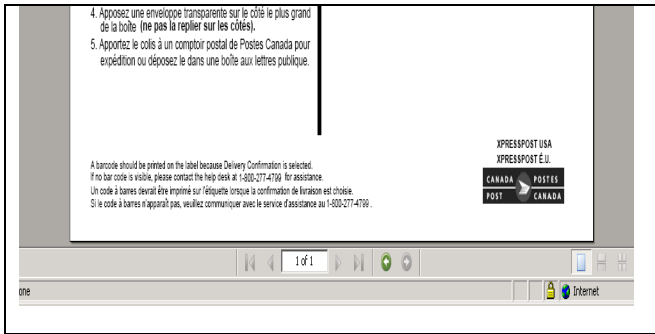 4. Apposez une enveloppe transparente sur le côté le plus grand
de la boîte (ne pas la replier sur les côtés).
5. Apportez le colis à un comptoir postal de Postes Canada pour
expédition ou déposez le dans une boîte aux lettres publique.
XPRESSPOST USA
XPRESSPOST É.U.
A barcode should be printed on the label because Delivery Confirmation is selected.
If no bar code is visible, please contact the help desk at 1-800-277-4799 for assistance.
Un code à barres devrait être imprimé sur l'étiquette lorsque la confirmation de livraison est choisie.
Si le code à barres n'apparaît pas, veuillez communiquer avec le service d'assistance au 1-800-277-4799 .
CANADA POSTES
POST CANADA
1 of 1
one
Internet